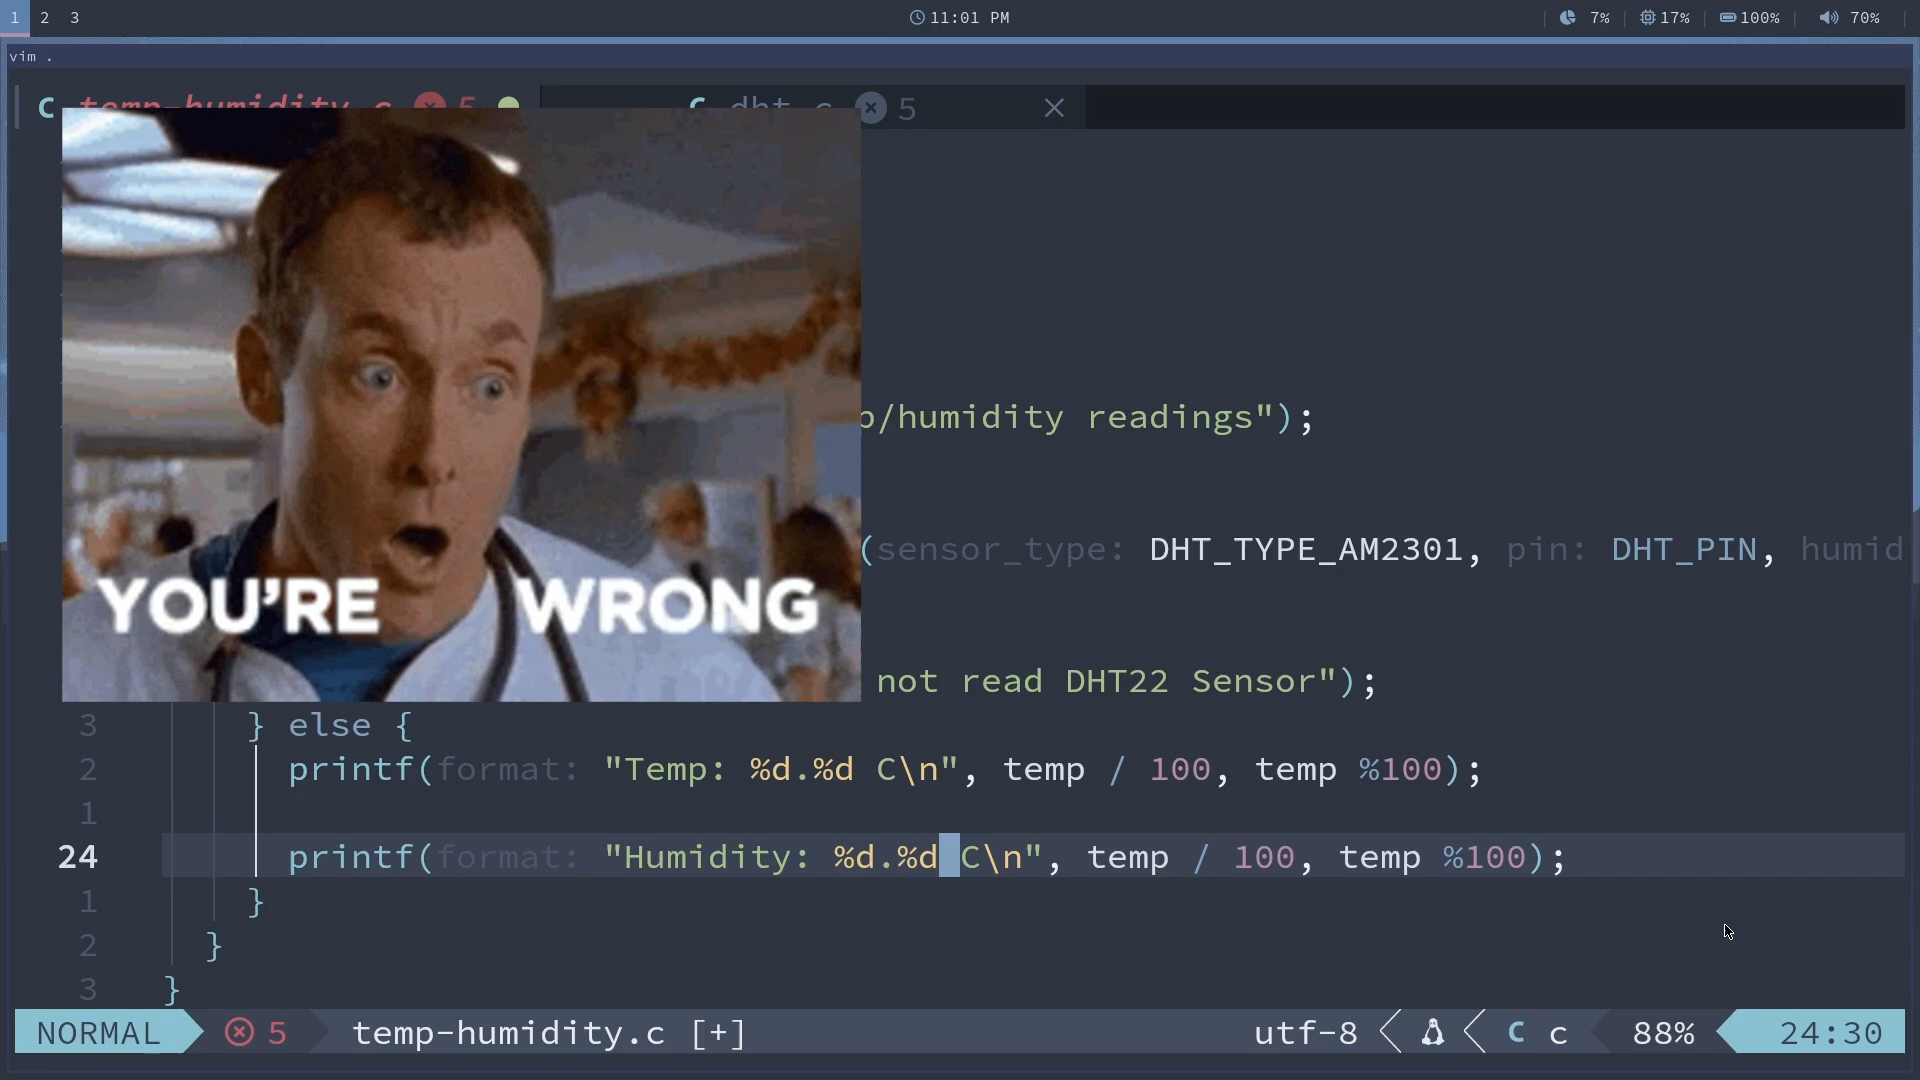 1 2 3 11:01 PM 7% 17% 100% 70%
vim .
C temp-humidity.c 5 C dht.c 5
/humidity readings");
(sensor_type: DHT_TYPE_AM2301, pin: DHT_PIN, humid
YOU'RE WRONG
not read DHT22 Sensor");
3 } else {
2 printf(format: "Temp: %d.%d C\n", temp / 100, temp %100);
1
24 printf(format: "Humidity: %d.%d C\n", temp / 100, temp %100);
1 }
2 }
3 }
NORMAL 5 temp-humidity.c [+] utf-8 C c 88% 24:30